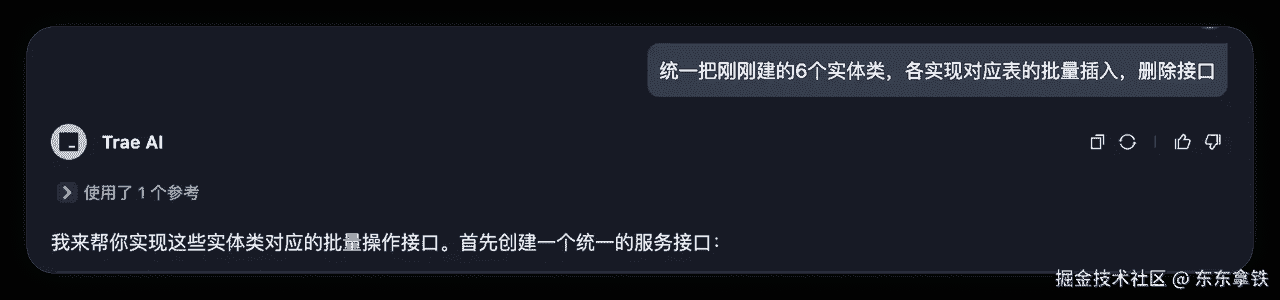 统一把刚刚建的6个实体类，各实现对应表的批量插入，删除接口
Trae AI
使用了 1 个参考
我来帮你实现这些实体类对应的批量操作接口。首先创建一个统一的服务接口：
掘金技术社区 @ 东东拿铁